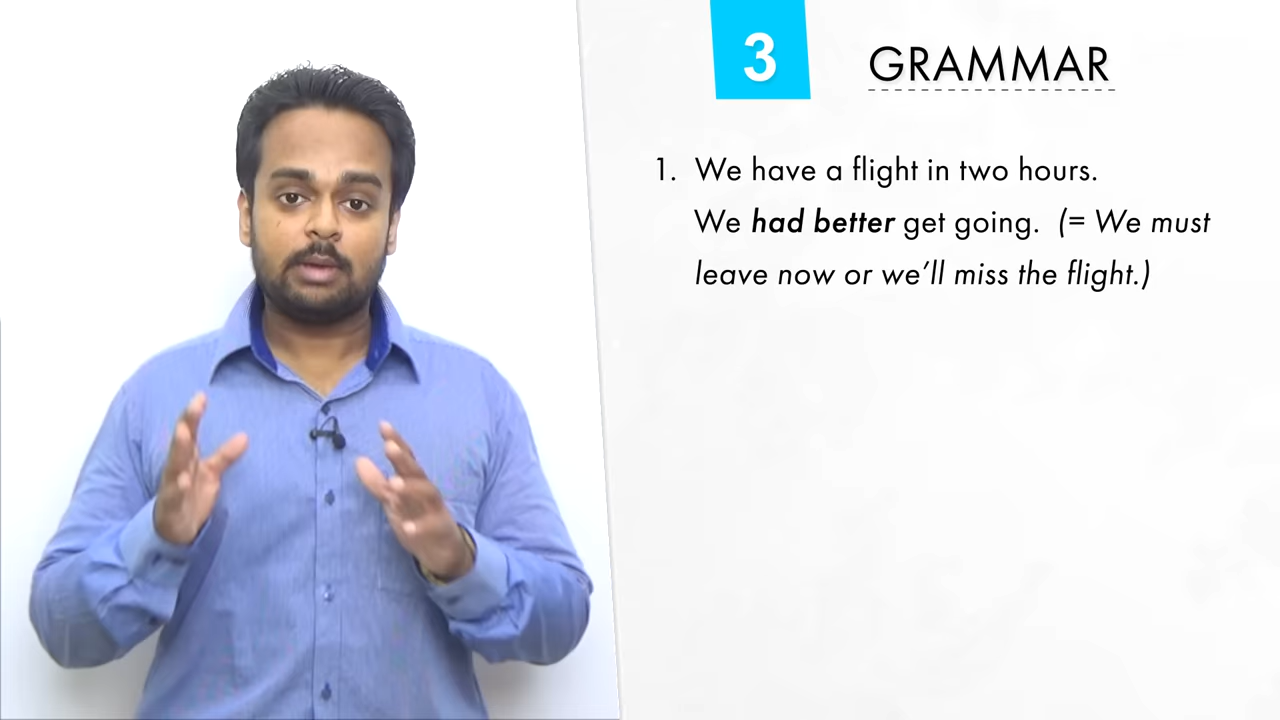 3
GRAMMAR
1. We have a flight in two hours.
We had better get going. (= We must
leave now or we’ll miss the flight.)